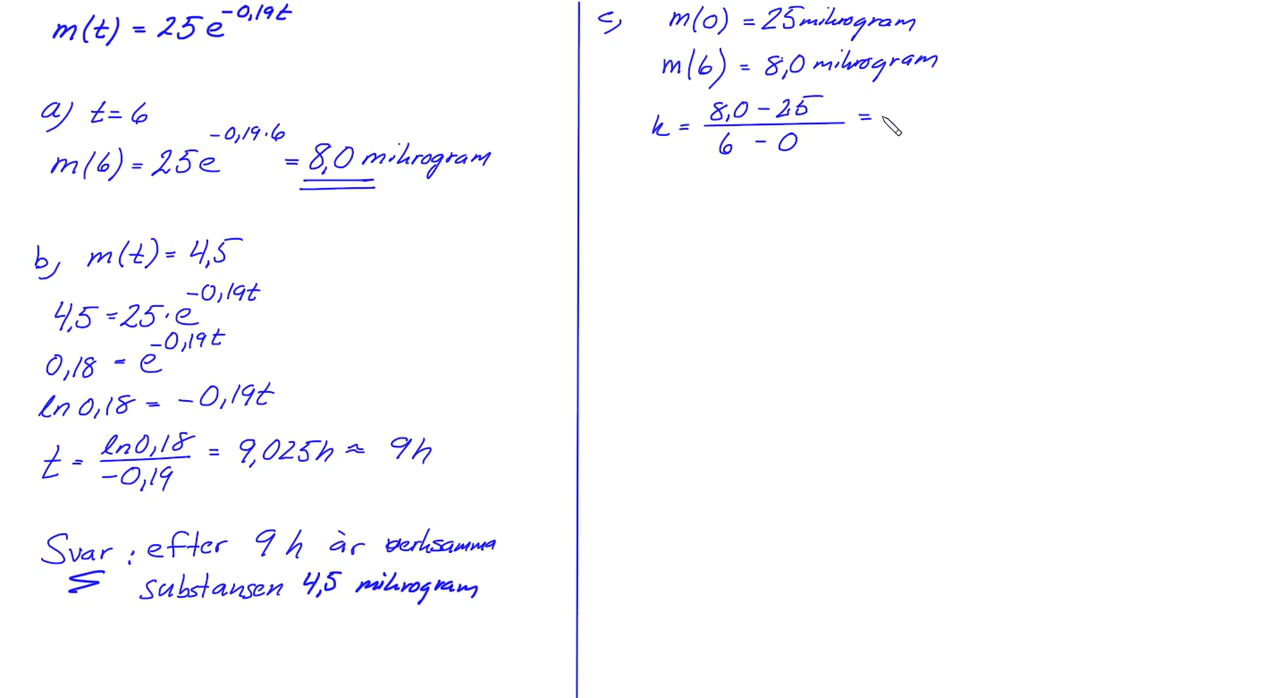 m(t) = 25e^-0,19t
a) t = 6
m(6) = 25e^-0,19·6 = 8,0 mikrogram
b) m(t) = 4,5
4,5 = 25·e^-0,19t
0,18 = e^-0,19t
ln 0,18 = -0,19t
t = ln0,18 / -0,19 = 9,025h ≈ 9h
Svar : efter 9 h är verksamma
substansen 4,5 mikrogram
c) m(0) = 25 mikrogram
m(6) = 8,0 mikrogram
k = 8,0 - 25 / 6 - 0 =